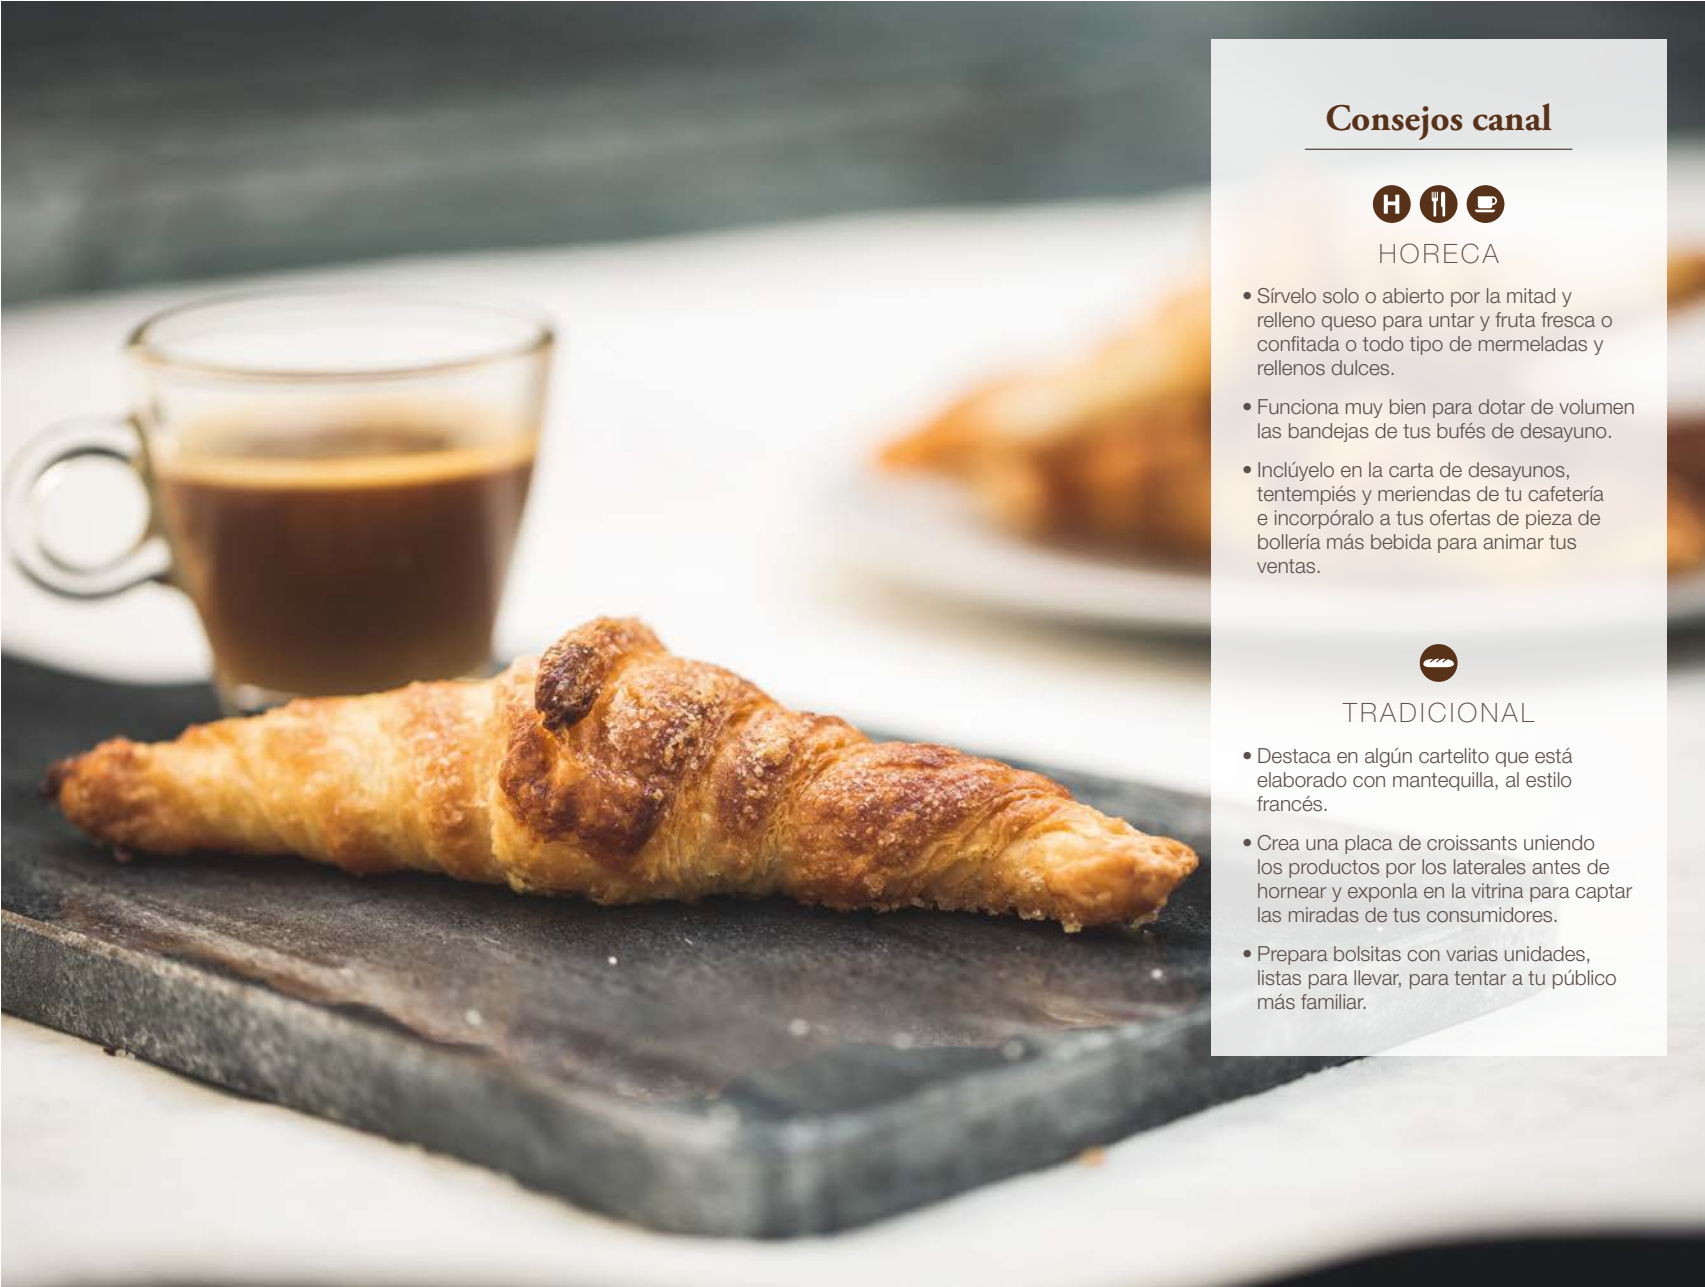 Consejos canal
H
HORECA
• Sírvelo solo o abierto por la mitad y
relleno queso para untar y fruta fresca o
confitada o todo tipo de mermeladas y
rellenos dulces.
• Funciona muy bien para dotar de volumen
las bandejas de tus bufés de desayuno.
• Inclúyelo en la carta de desayunos,
tentempiés y meriendas de tu cafetería
e incorpóralo a tus ofertas de pieza de
bollería más bebida para animar tus
ventas.
TRADICIONAL
• Destaca en algún cartelito que está
elaborado con mantequilla, al estilo
francés.
• Crea una placa de croissants uniendo
los productos por los laterales antes de
hornear y exponla en la vitrina para captar
las miradas de tus consumidores.
• Prepara bolsitas con varias unidades,
listas para llevar, para tentar a tu público
más familiar.